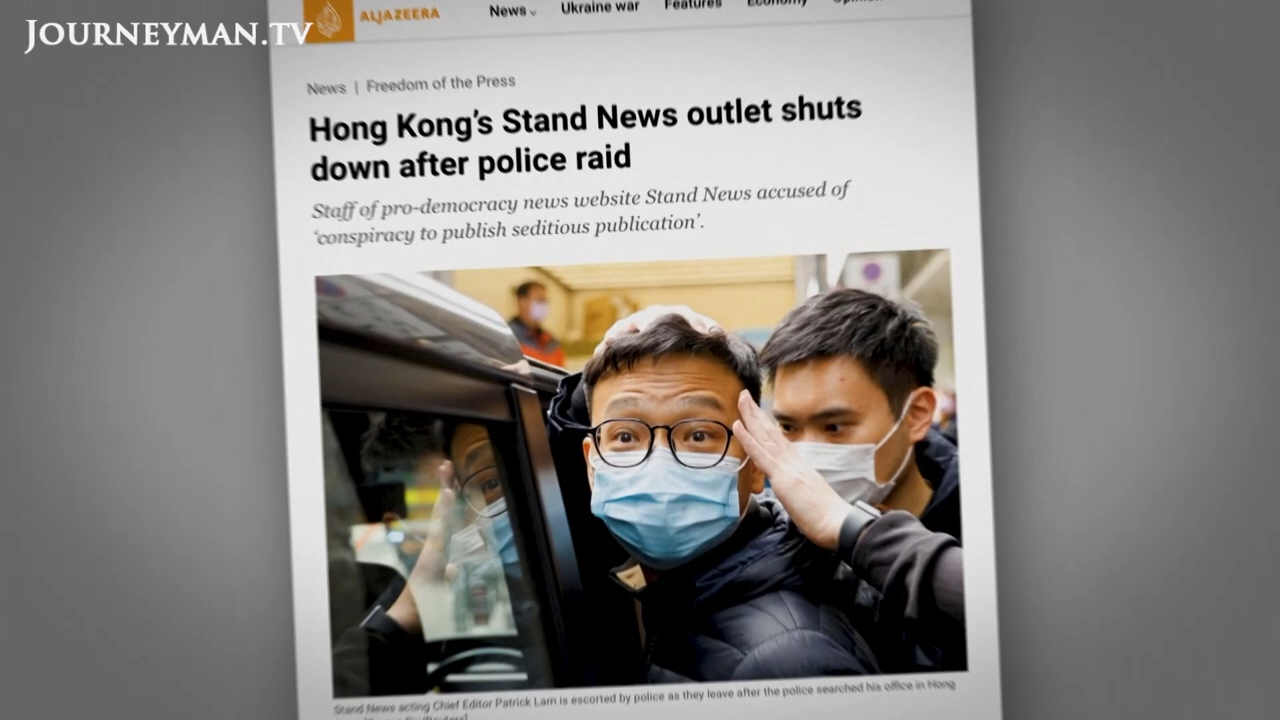 JOURNEYMAN.TV
ALJAZEERA
News Ukraine war Features Economy Opinion
News | Freedom of the Press
Hong Kong's Stand News outlet shuts
down after police raid
Staff of pro-democracy news website Stand News accused of
'conspiracy to publish seditious publication'.
Stand News acting Chief Editor Patrick Lam is escorted by police as they leave after the police searched his office in Hong